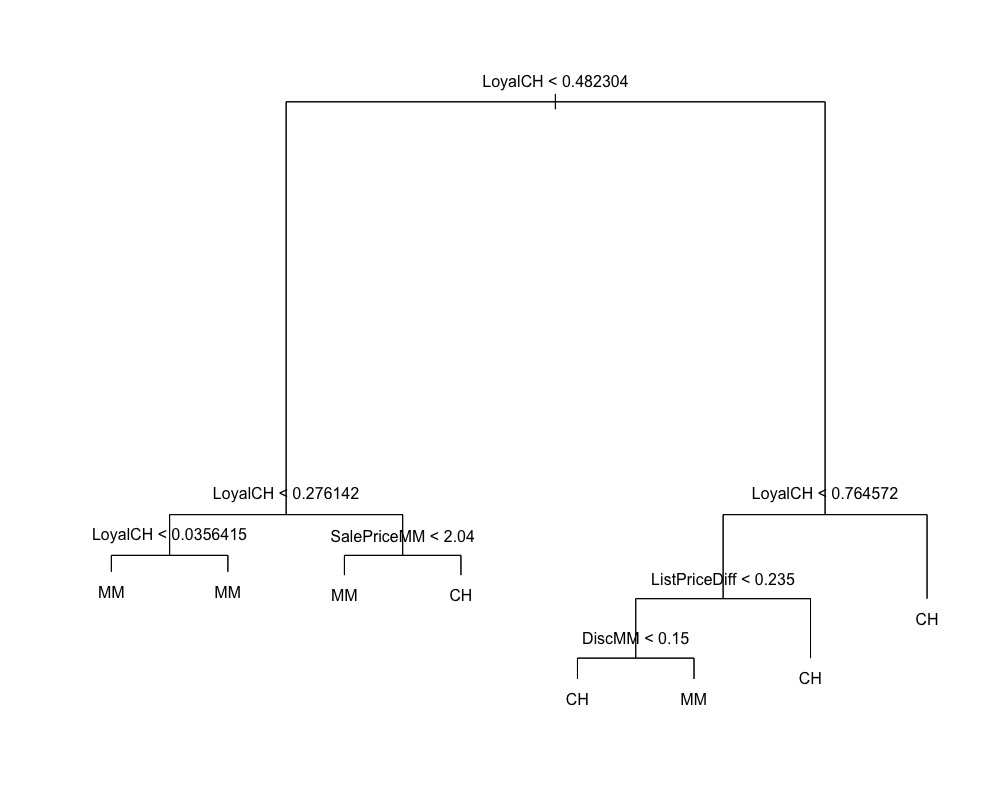 LoyalCH < 0.482304
LoyalCH < 0.276142
LoyalCH < 0.764572
LoyalCH < 0.0356415
SalePriceMM < 2.04
ListPriceDiff < 0.235
MM
MM
MM
CH
CH
DiscMM < 0.15
CH
CH
MM